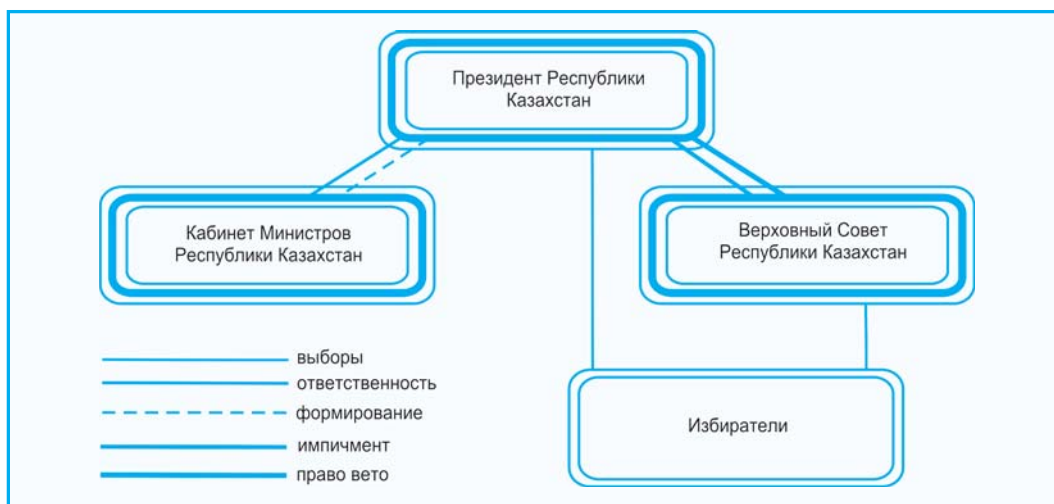 Президент Республики
Казахстан
Кабинет Министров
Республики Казахстан
Верховный Совет
Республики Казахстан
выборы
ответственность
формирование
импичмент
право вето
Избиратели